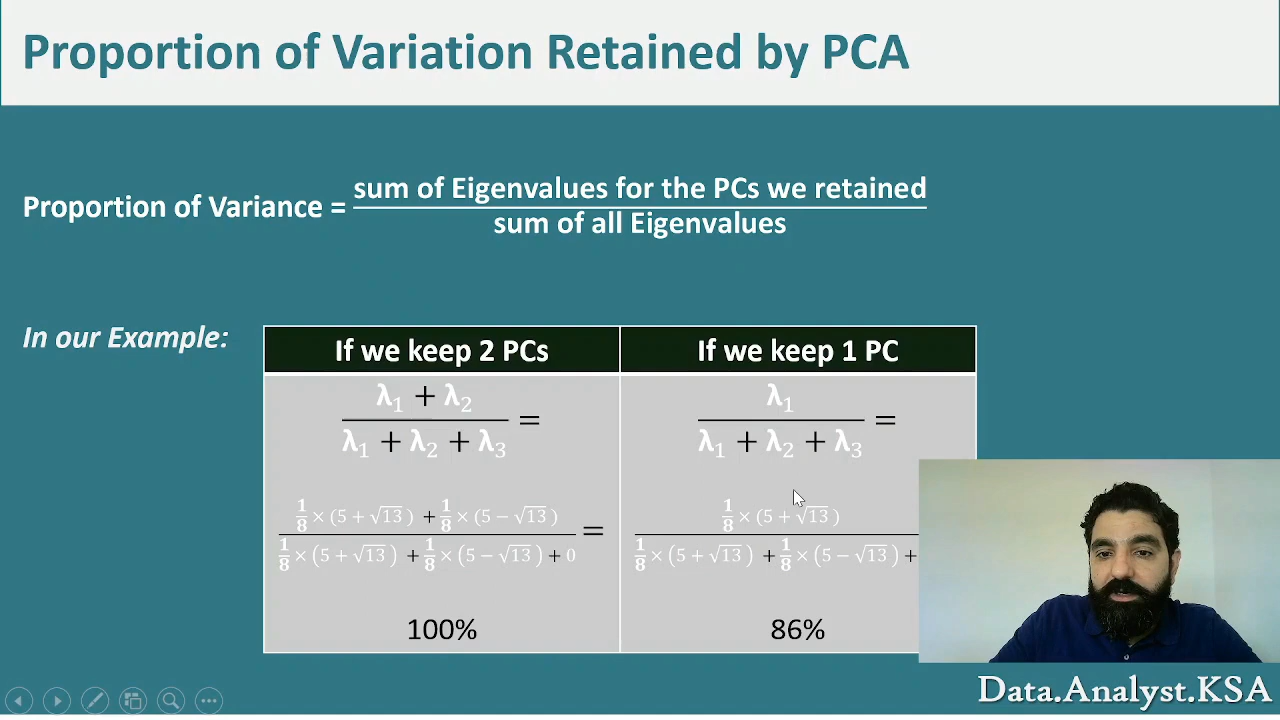 Proportion of Variation Retained by PCA
Proportion of Variance = sum of Eigenvalues for the PCs we retained
sum of all Eigenvalues
In our Example:
If we keep 2 PCs
λ₁ + λ₂
λ₁ + λ₂ + λ₃ =
1/8 × (5 + √13) + 1/8 × (5 − √13)
1/8 × (5 + √13) + 1/8 × (5 − √13) + 0 =
100%
If we keep 1 PC
λ₁
λ₁ + λ₂ + λ₃ =
1/8 × (5 + √13)
1/8 × (5 + √13) + 1/8 × (5 − √13) +
86%
Data.Analyst.KSA